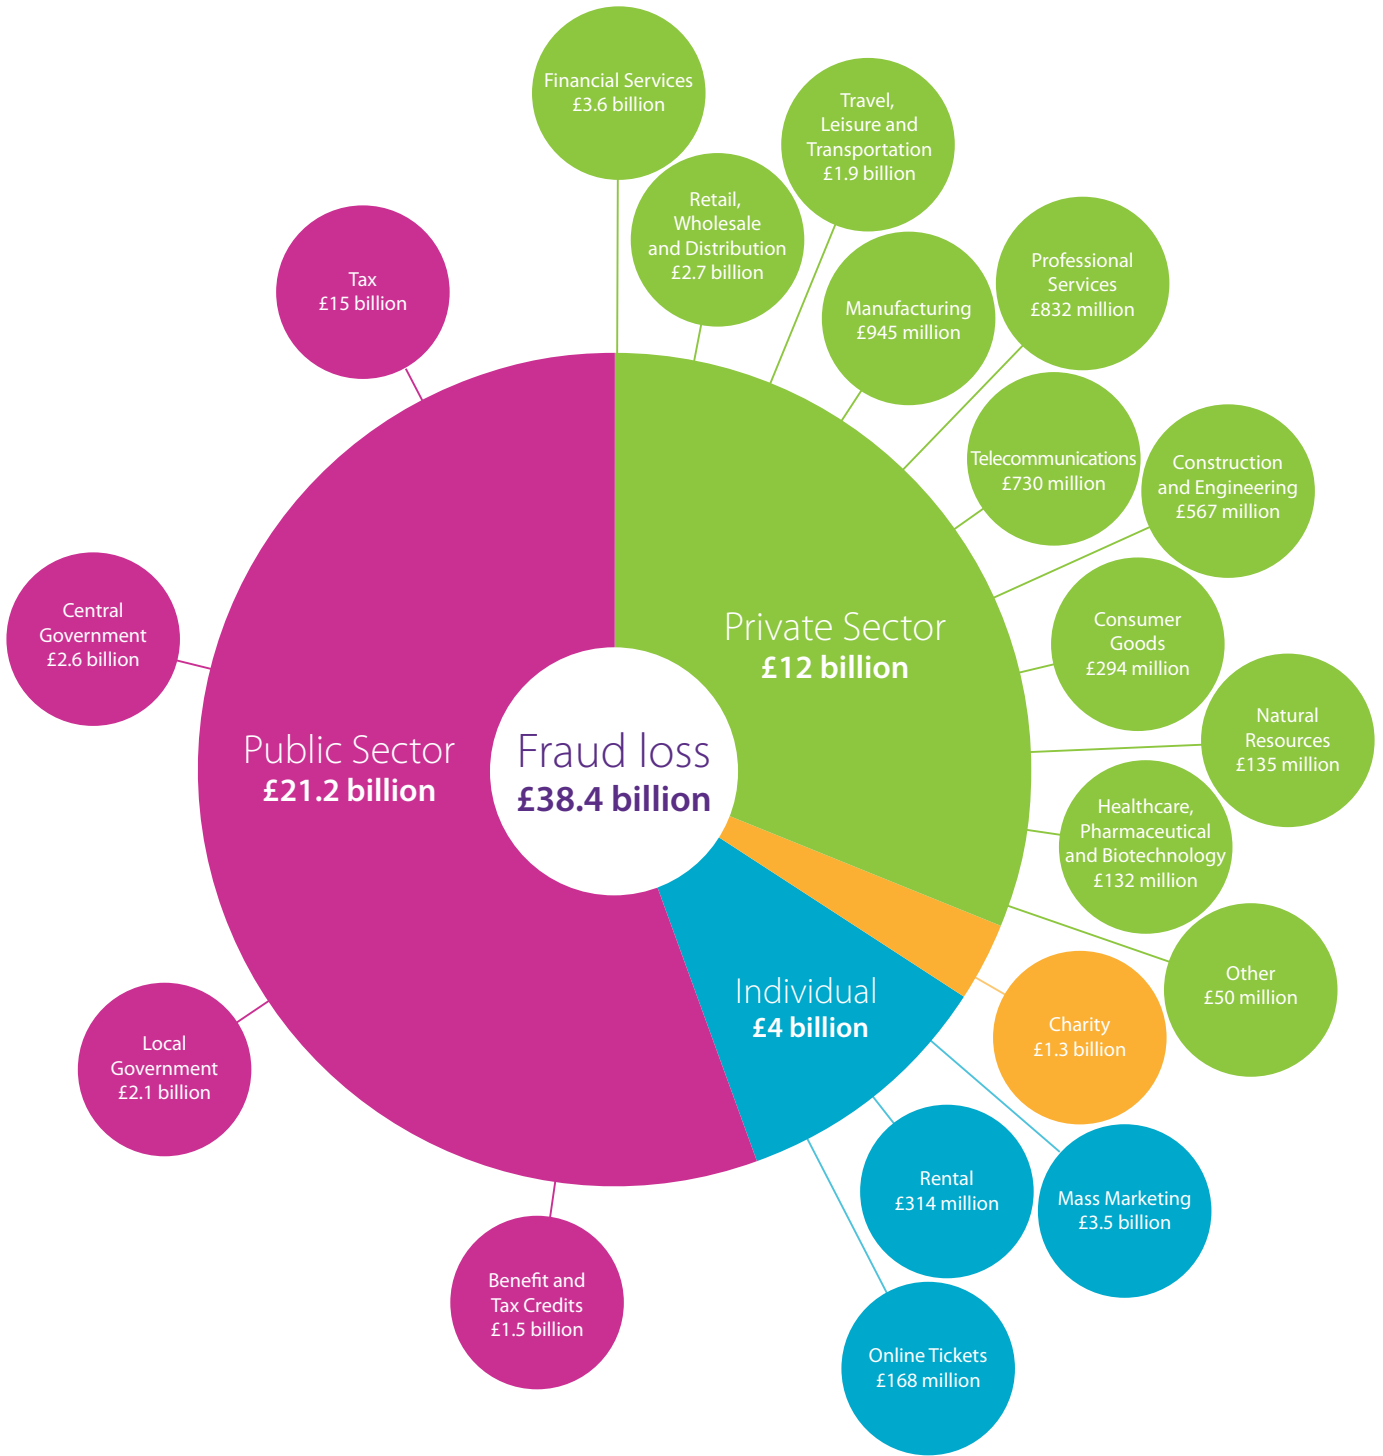 Financial Services
£3.6 billion
Travel,
Leisure and
Transportation
£1.9 billion
Retail,
Wholesale
and Distribution
£2.7 billion
Professional
Services
£832 million
Tax
£15 billion
Manufacturing
£945 million
Telecommunications
£730 million
Construction
and Engineering
£567 million
Central
Government
£2.6 billion
Private Sector
£12 billion
Consumer
Goods
£294 million
Natural
Resources
£135 million
Public Sector
£21.2 billion
Fraud loss
£38.4 billion
Healthcare,
Pharmaceutical
and Biotechnology
£132 million
Other
£50 million
Individual
£4 billion
Charity
£1.3 billion
Local
Government
£2.1 billion
Rental
£314 million
Mass Marketing
£3.5 billion
Benefit and
Tax Credits
£1.5 billion
Online Tickets
£168 million